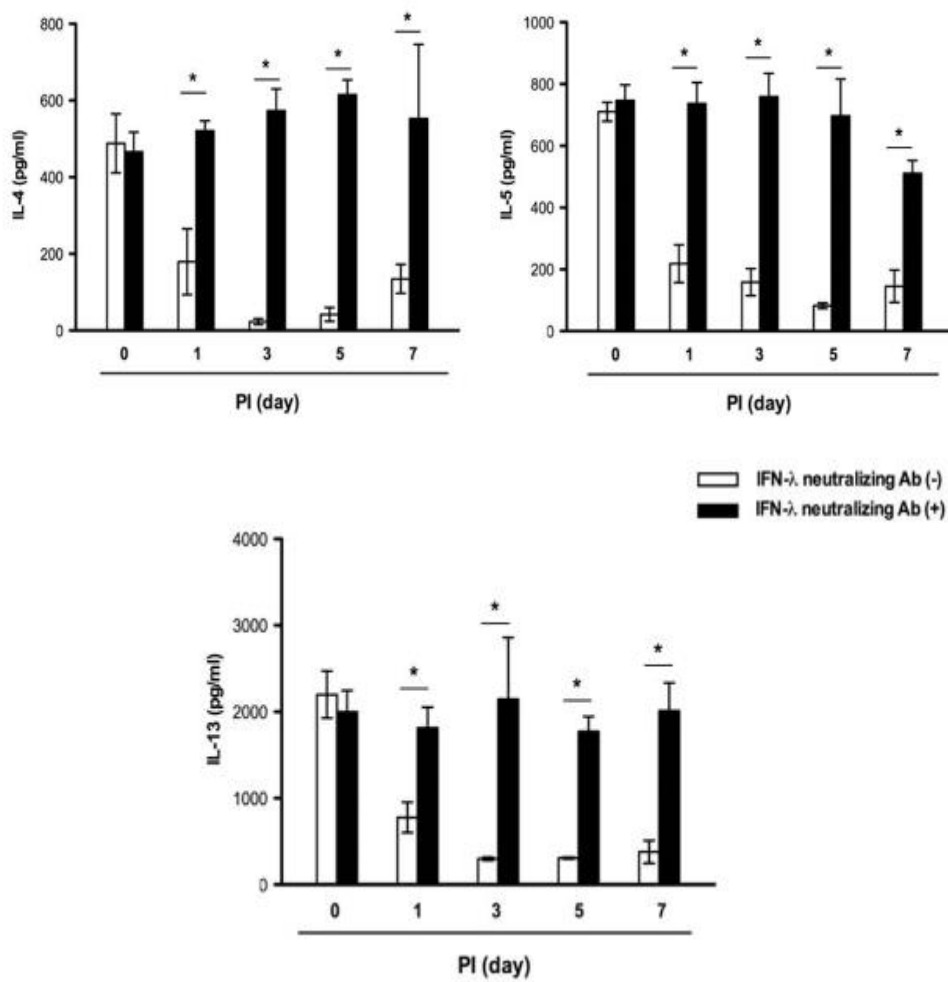 *
*
*
*
800
600
400
200
0
IL-4 (pg/ml)
0 1 3 5 7
PI (day)
*
*
*
*
1000
800
600
400
200
0
IL-5 (pg/ml)
0 1 3 5 7
PI (day)
IFN-λ neutralizing Ab (-)
IFN-λ neutralizing Ab (+)
*
*
*
*
4000
3000
2000
1000
0
IL-13 (pg/ml)
0 1 3 5 7
PI (day)